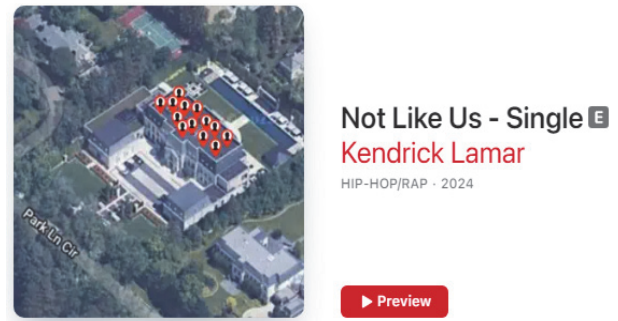 Park Ln Cir
Not Like Us - Single E
Kendrick Lamar
HIP-HOP/RAP · 2024
Preview